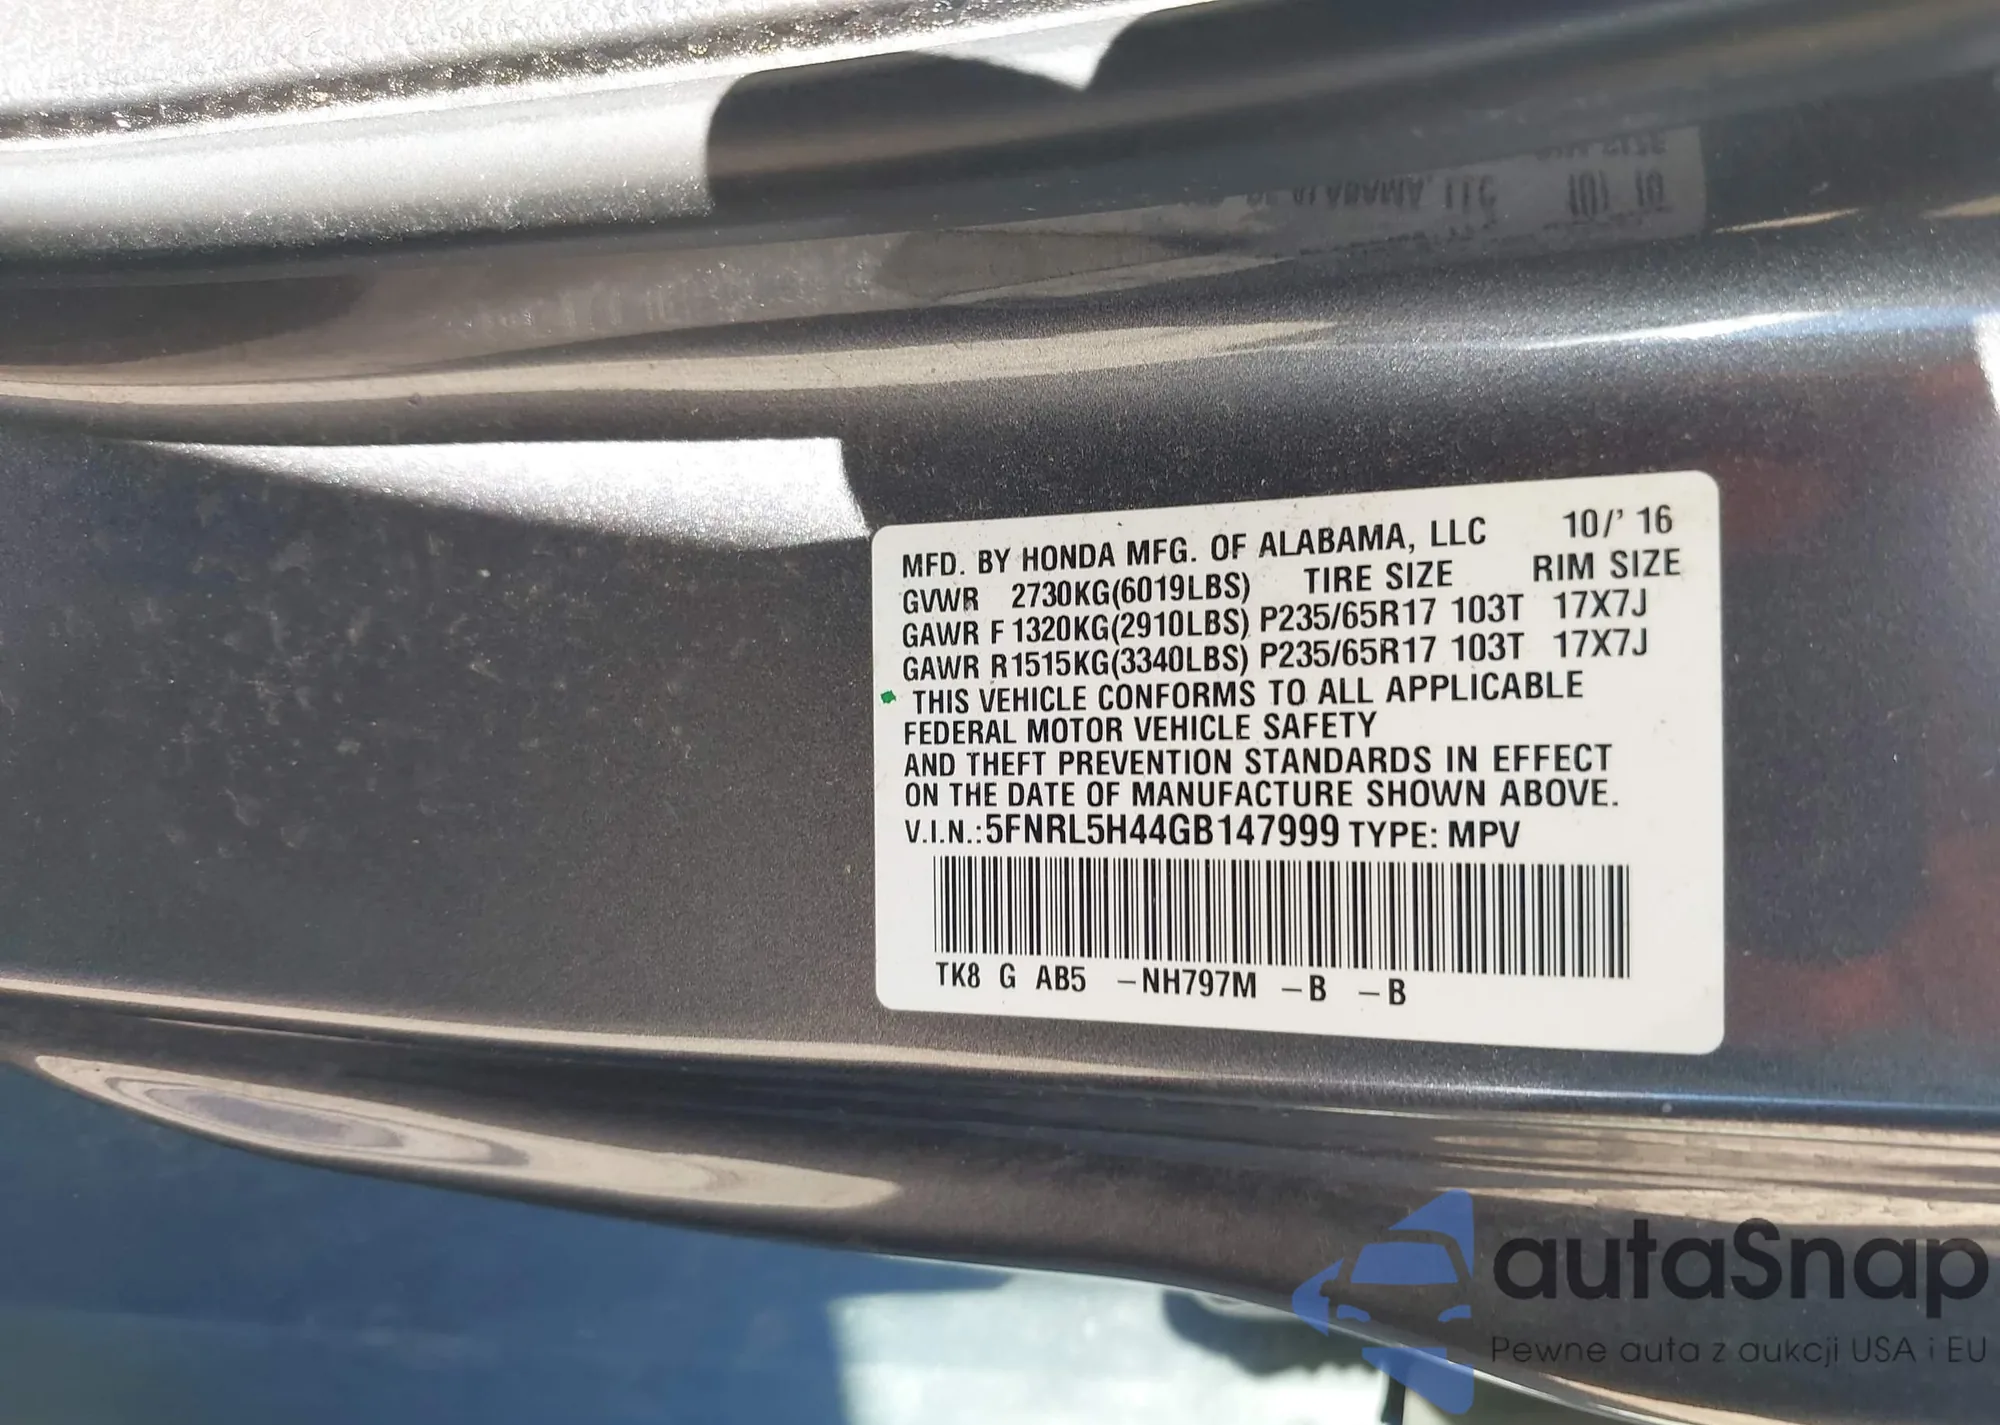 MFD. BY HONDA MFG. OF ALABAMA, LLC 10/' 16
GVWR 2730KG(6019LBS) TIRE SIZE RIM SIZE
GAWR F 1320KG(2910LBS) P235/65R17 103T 17X7J
GAWR R1515KG(3340LBS) P235/65R17 103T 17X7J
THIS VEHICLE CONFORMS TO ALL APPLICABLE
FEDERAL MOTOR VEHICLE SAFETY
AND THEFT PREVENTION STANDARDS IN EFFECT
ON THE DATE OF MANUFACTURE SHOWN ABOVE.
V.I.N.:5FNRL5H44GB147999 TYPE: MPV
TK8 G AB5 –NH797M –B –B
autaSnap
Pewne auta z aukcji USA i EU